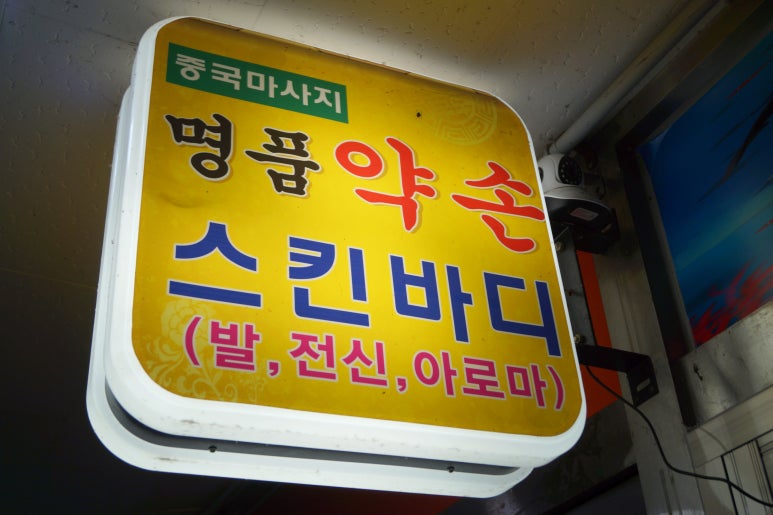 중국마사지
명품 약손
스킨바디
(발,전신,아로마)